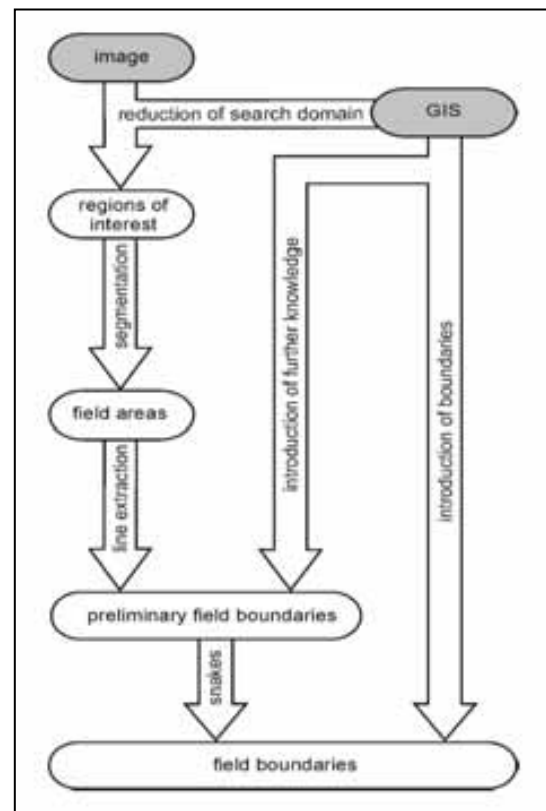 image
reduction of search domain
GIS
regions of
interest
segmentation
field areas
line extraction
introduction of further knowledge
introduction of boundaries
preliminary field boundaries
snakes
field boundaries